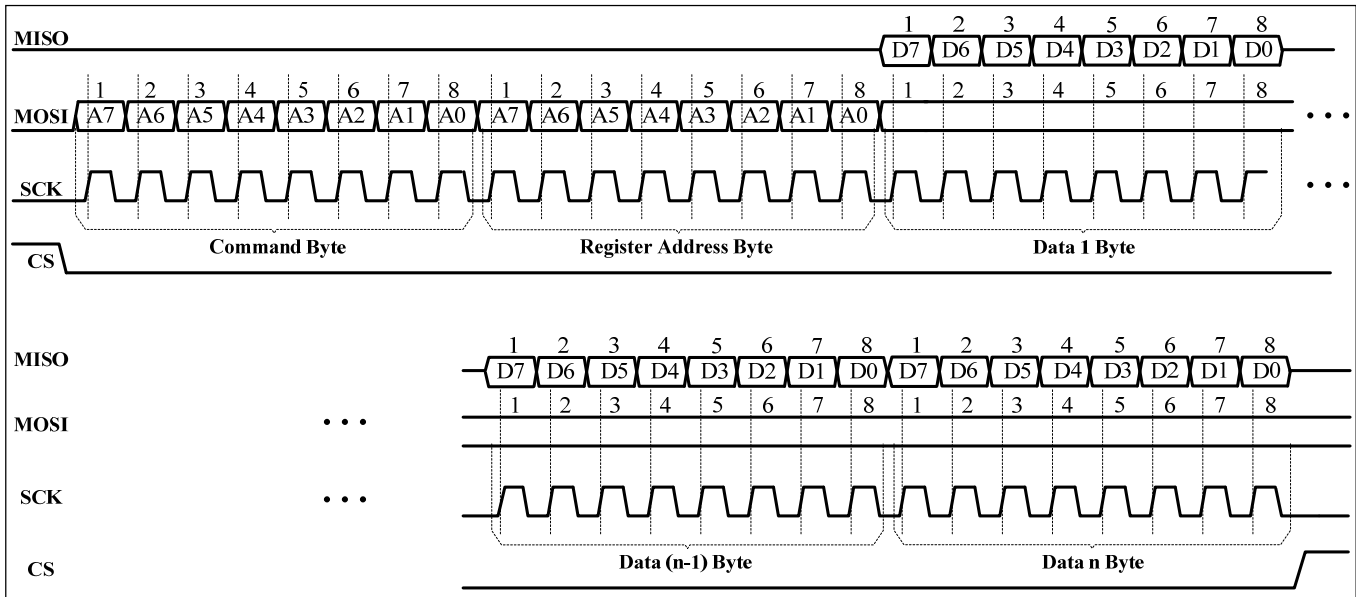 1 2 3 4 5 6 7 8
MISO D7 D6 D5 D4 D3 D2 D1 D0
1 2 3 4 5 6 7 8 1 2 3 4 5 6 7 8
MOSI A7 A6 A5 A4 A3 A2 A1 A0 A7 A6 A5 A4 A3 A2 A1 A0 1 2 3 4 5 6 7 8 • • •
SCK • • •
Command Byte Register Address Byte Data 1 Byte
CS
1 2 3 4 5 6 7 8 1 2 3 4 5 6 7 8
MISO D7 D6 D5 D4 D3 D2 D1 D0 D7 D6 D5 D4 D3 D2 D1 D0
MOSI • • • 1 2 3 4 5 6 7 8 1 2 3 4 5 6 7 8
SCK • • •
Data (n-1) Byte Data n Byte
CS